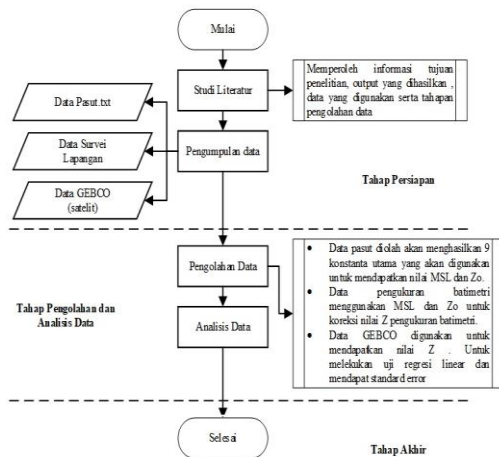 Mulai
Studi Literatur
Memperoleh informasi tujuan
penelitian, output yang dihasilkan ,
data yang digunakan serta tahapan
pengolahan data
Data Pasut.txt
Data Survei
Lapangan
Data GEBCO
(satelit)
Pengumpulan data
Tahap Persiapan
Pengolahan Data
• Data pasut diolah akan menghasilkan 9
konstanta utama yang akan digunakan
untuk mendapatkan nilai MSL dan Zo.
• Data pengukuran batimetri
menggunakan MSL dan Zo untuk
koreksi nilai Z pengukuran batimetri.
• Data GEBCO digunakan untuk
mendapatkan nilai Z . Untuk
melekukan uji regresi linear dan
mendapat standard error
Tahap Pengolahan dan
Analisis Data
Analisis Data
Selesai
Tahap Akhir